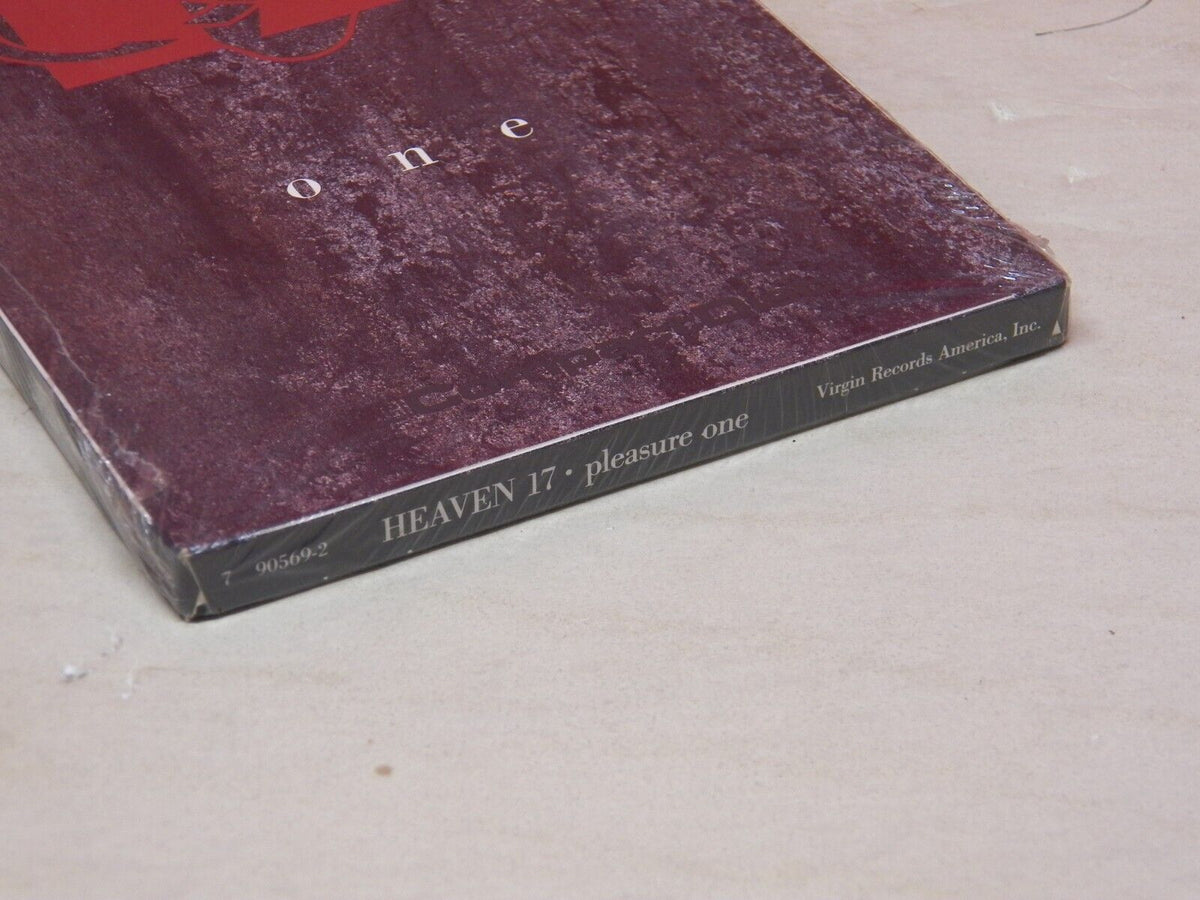 one
7 90569-2 HEAVEN 17 • pleasure one Virgin Records America, Inc.